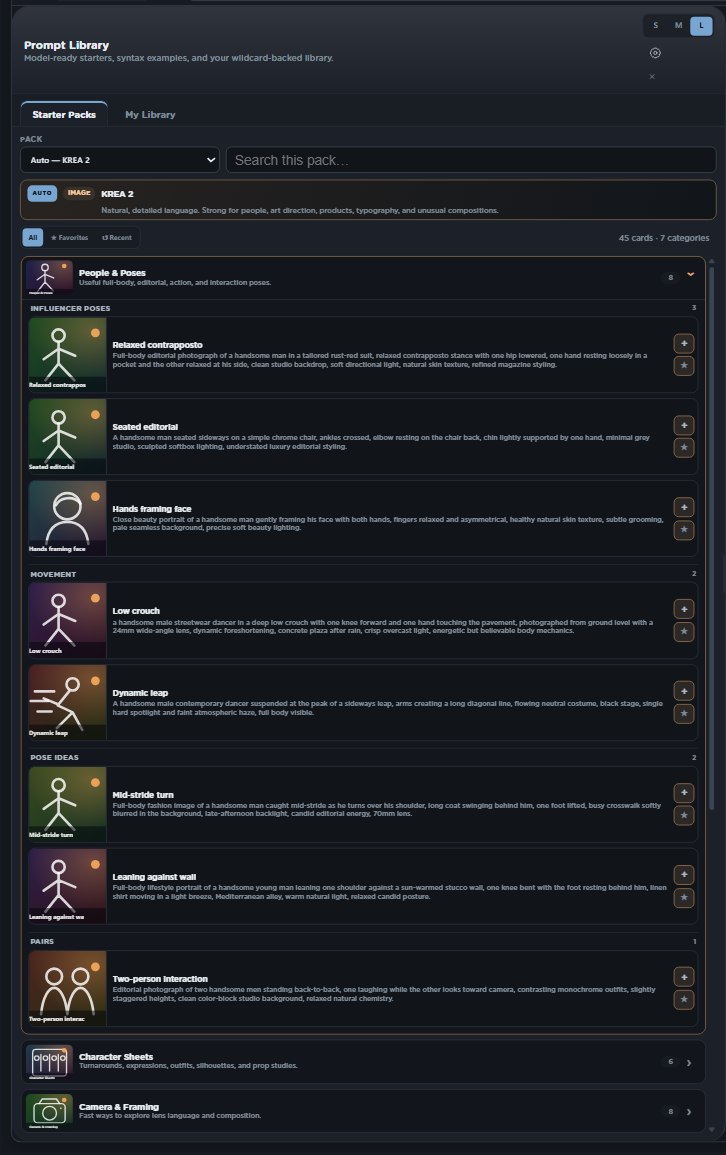 Prompt Library
Model-ready starters, syntax examples, and your wildcard-backed library.
S M L
Starter Packs My Library
PACK
Auto — KREA 2
Search this pack...
AUTO IMAGE KREA 2
Natural, detailed language. Strong for people, art direction, products, typography, and unusual compositions.
All ★ Favorites ↺ Recent 45 cards · 7 categories
People & Poses
Useful full-body, editorial, action, and interaction poses.
8
INFLUENCER POSES 3
Relaxed contrapposto
Full-body editorial photograph of a handsome man in a tailored rust-red suit, relaxed contrapposto stance with one hip lowered, one hand resting loosely in a
pocket and the other relaxed at his side, clean studio backdrop, soft directional light, natural skin texture, refined magazine styling.
Relaxed contrappos
Seated editorial
A handsome man seated sideways on a simple chrome chair, ankles crossed, elbow resting on the chair back, chin lightly supported by one hand, minimal grey
studio, sculpted softbox lighting, understated luxury editorial styling.
Seated editorial
Hands framing face
Close beauty portrait of a handsome man gently framing his face with both hands, fingers relaxed and asymmetrical, healthy natural skin texture, subtle grooming,
pale seamless background, precise soft beauty lighting.
Hands framing face
MOVEMENT 2
Low crouch
a handsome male streetwear dancer in a deep low crouch with one knee forward and one hand touching the pavement, photographed from ground level with a
24mm wide-angle lens, dynamic foreshortening, concrete plaza after rain, crisp overcast light, energetic but believable body mechanics.
Low crouch
Dynamic leap
A handsome male contemporary dancer suspended at the peak of a sideways leap, arms creating a long diagonal line, flowing neutral costume, black stage, single
hard spotlight and faint atmospheric haze, full body visible.
Dynamic leap
POSE IDEAS 2
Mid-stride turn
Full-body fashion image of a handsome man caught mid-stride as he turns over his shoulder, long coat swinging behind him, one foot lifted, busy crosswalk softly
blurred in the background, late-afternoon backlight, candid editorial energy, 70mm lens.
Mid-stride turn
Leaning against wall
Full-body lifestyle portrait of a handsome young man leaning one shoulder against a sun-warmed stucco wall, one knee bent with the foot resting behind him, linen
shirt moving in a light breeze, Mediterranean alley, warm natural light, relaxed candid posture.
Leaning against wa
PAIRS 1
Two-person interaction
Editorial photograph of two handsome men standing back-to-back, one laughing while the other looks toward camera, contrasting monochrome outfits, slightly
staggered heights, clean color-block studio background, relaxed natural chemistry.
Two-person interac
Character Sheets
Turnarounds, expressions, outfits, silhouettes, and prop studies.
6
Camera & Framing
Fast ways to explore lens language and composition.
8